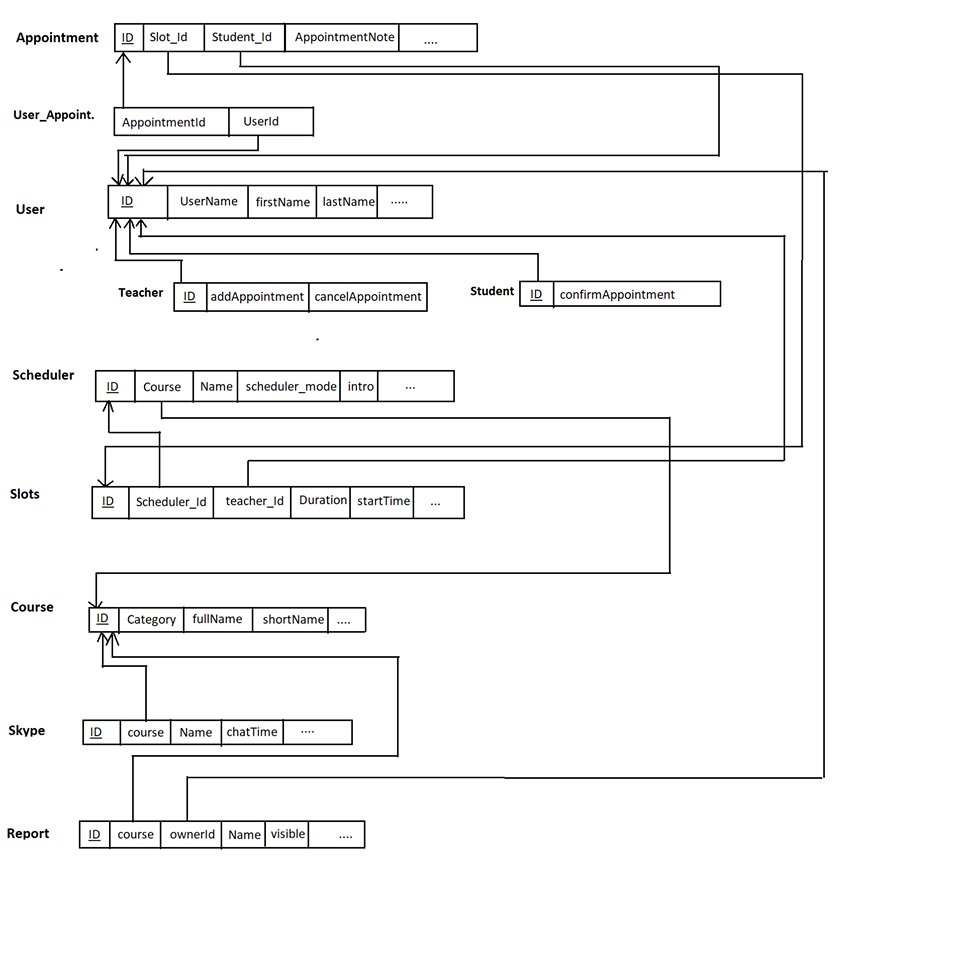 Appointment ID Slot_Id Student_Id AppointmentNote ....
User_Appoint. AppointmentId UserId
User ID UserName firstName lastName .....
Teacher ID addAppointment cancelAppointment Student ID confirmAppointment
Scheduler ID Course Name scheduler_mode intro ...
Slots ID Scheduler_Id teacher_Id Duration startTime ...
Course ID Category fullName shortName ....
Skype ID course Name chatTime ....
Report ID course ownerId Name visible ....